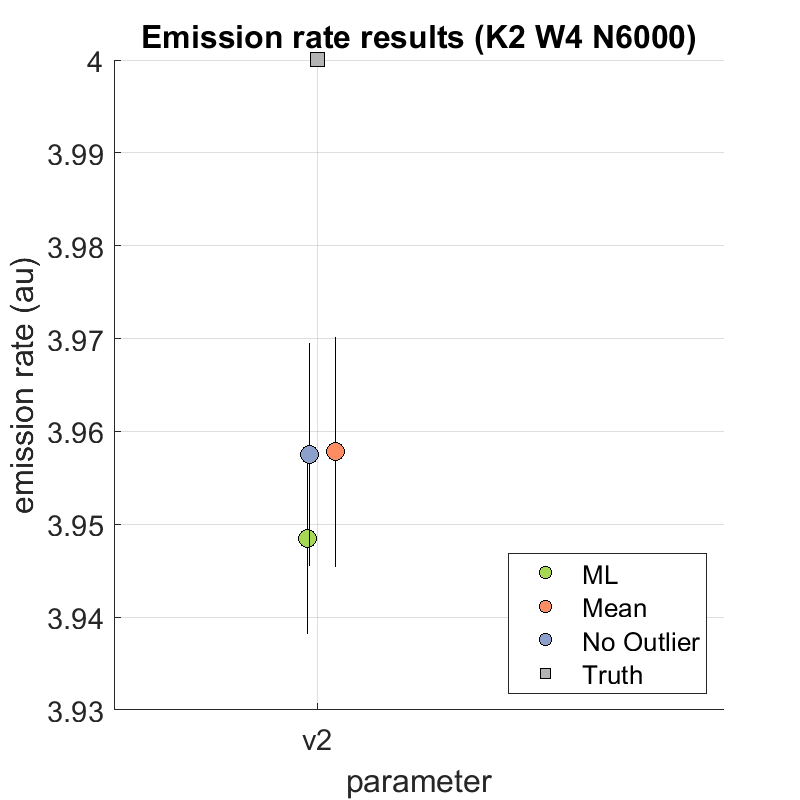 Emission rate results (K2 W4 N6000)
4
3.99
3.98
3.97
3.96
3.95
3.94
3.93
emission rate (au)
v2
parameter
ML
Mean
No Outlier
Truth